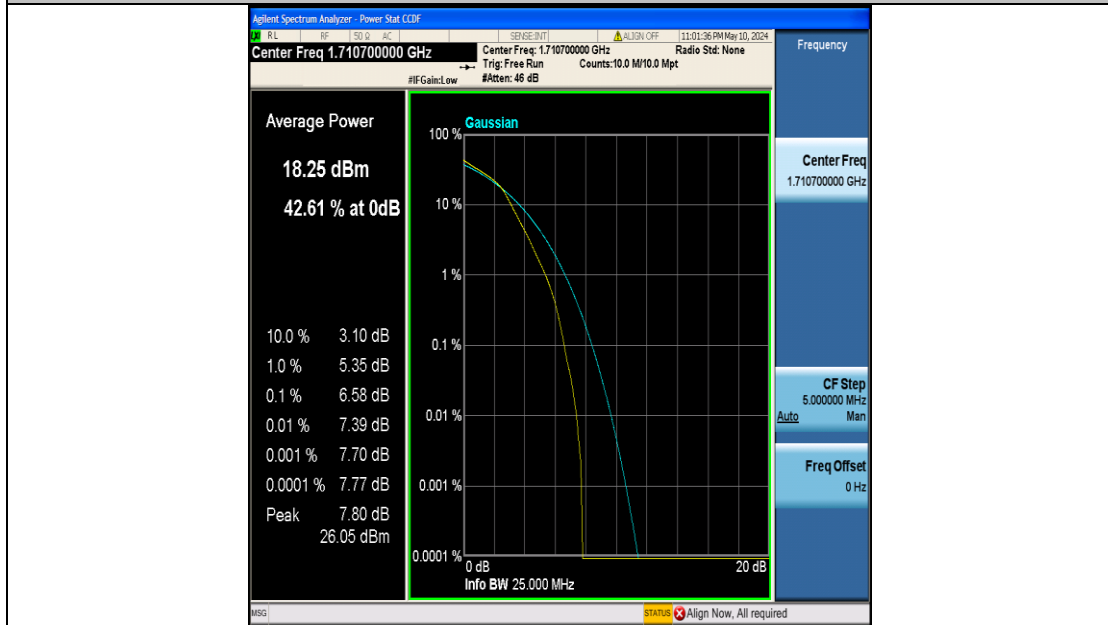 Agilent Spectrum Analyzer - Power Stat CCDF
RL RF 50 Ω AC SENSE:INT ALIGN OFF 11:01:36 PM May 10, 2024
Center Freq 1.710700000 GHz
Center Freq: 1.710700000 GHz Radio Std: None
Trig: Free Run Counts:10.0 M/10.0 Mpt
#IFGain:Low #Atten: 46 dB
Frequency
Average Power
18.25 dBm
42.61 % at 0dB
10.0 % 3.10 dB
1.0 % 5.35 dB
0.1 % 6.58 dB
0.01 % 7.39 dB
0.001 % 7.70 dB
0.0001 % 7.77 dB
Peak 7.80 dB
26.05 dBm
Gaussian
100 %
10 %
1 %
0.1 %
0.01 %
0.001 %
0.0001 %
0 dB 20 dB
Info BW 25.000 MHz
Center Freq
1.710700000 GHz
CF Step
5.000000 MHz
Auto Man
Freq Offset
0 Hz
MSG STATUS Align Now, All required